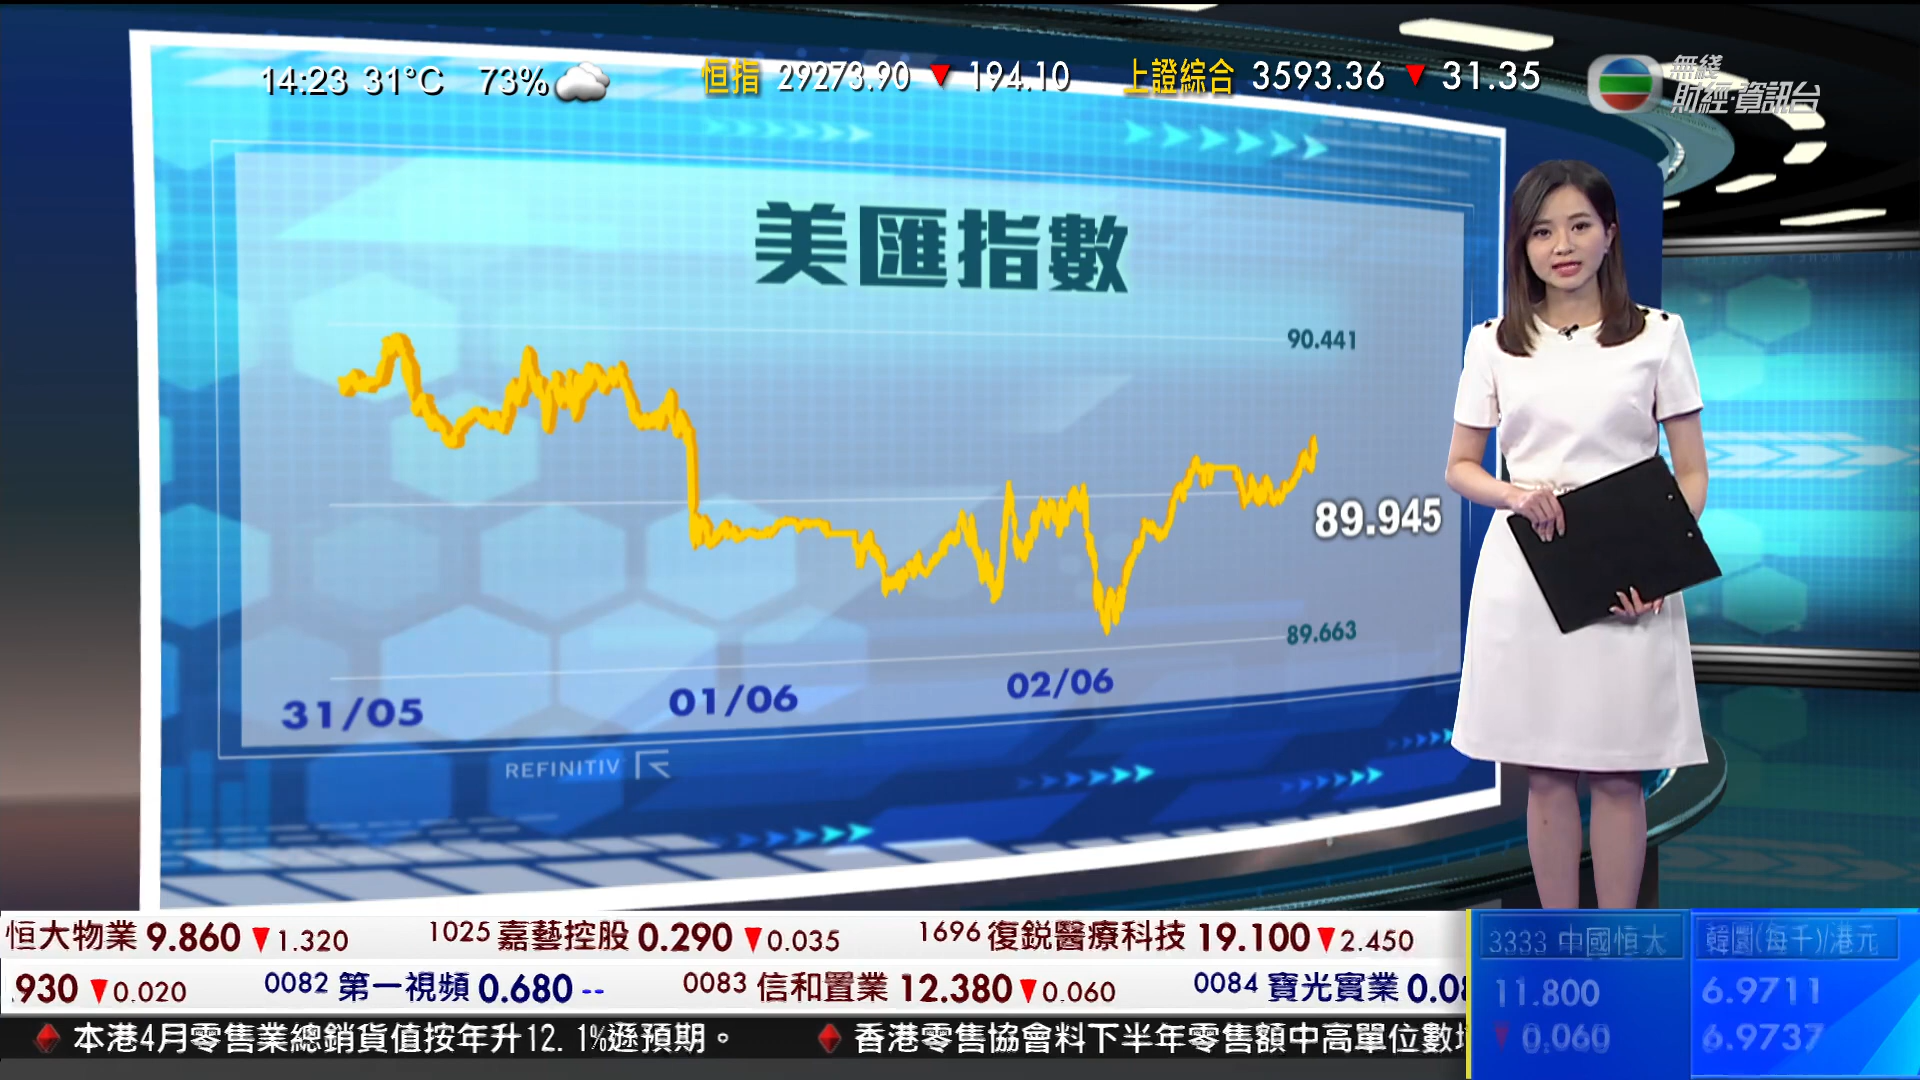 14:23 31°C 73%
恒指 29273.90 ▼ 194.10 上證綜合 3593.36 ▼ 31.35
無綫
財經·資訊台
美匯指數
90.441
89.945
89.663
31/05 01/06 02/06
REFINITIV
恒大物業 9.860 ▼ 1.320 1025 嘉藝控股 0.290 ▼ 0.035 1696 復銳醫療科技 19.100 ▼ 2.450
.930 ▼ 0.020 0082 第一視頻 0.680 -- 0083 信和置業 12.380 ▼ 0.060 0084 寶光實業 0.08
本港4月零售業總銷貨值按年升12.1%遜預期。 香港零售協會料下半年零售額中高單位數增
3333 中國恒大
11.800
▼ 0.060
韓圜(每千)/港元
6.9711
6.9737